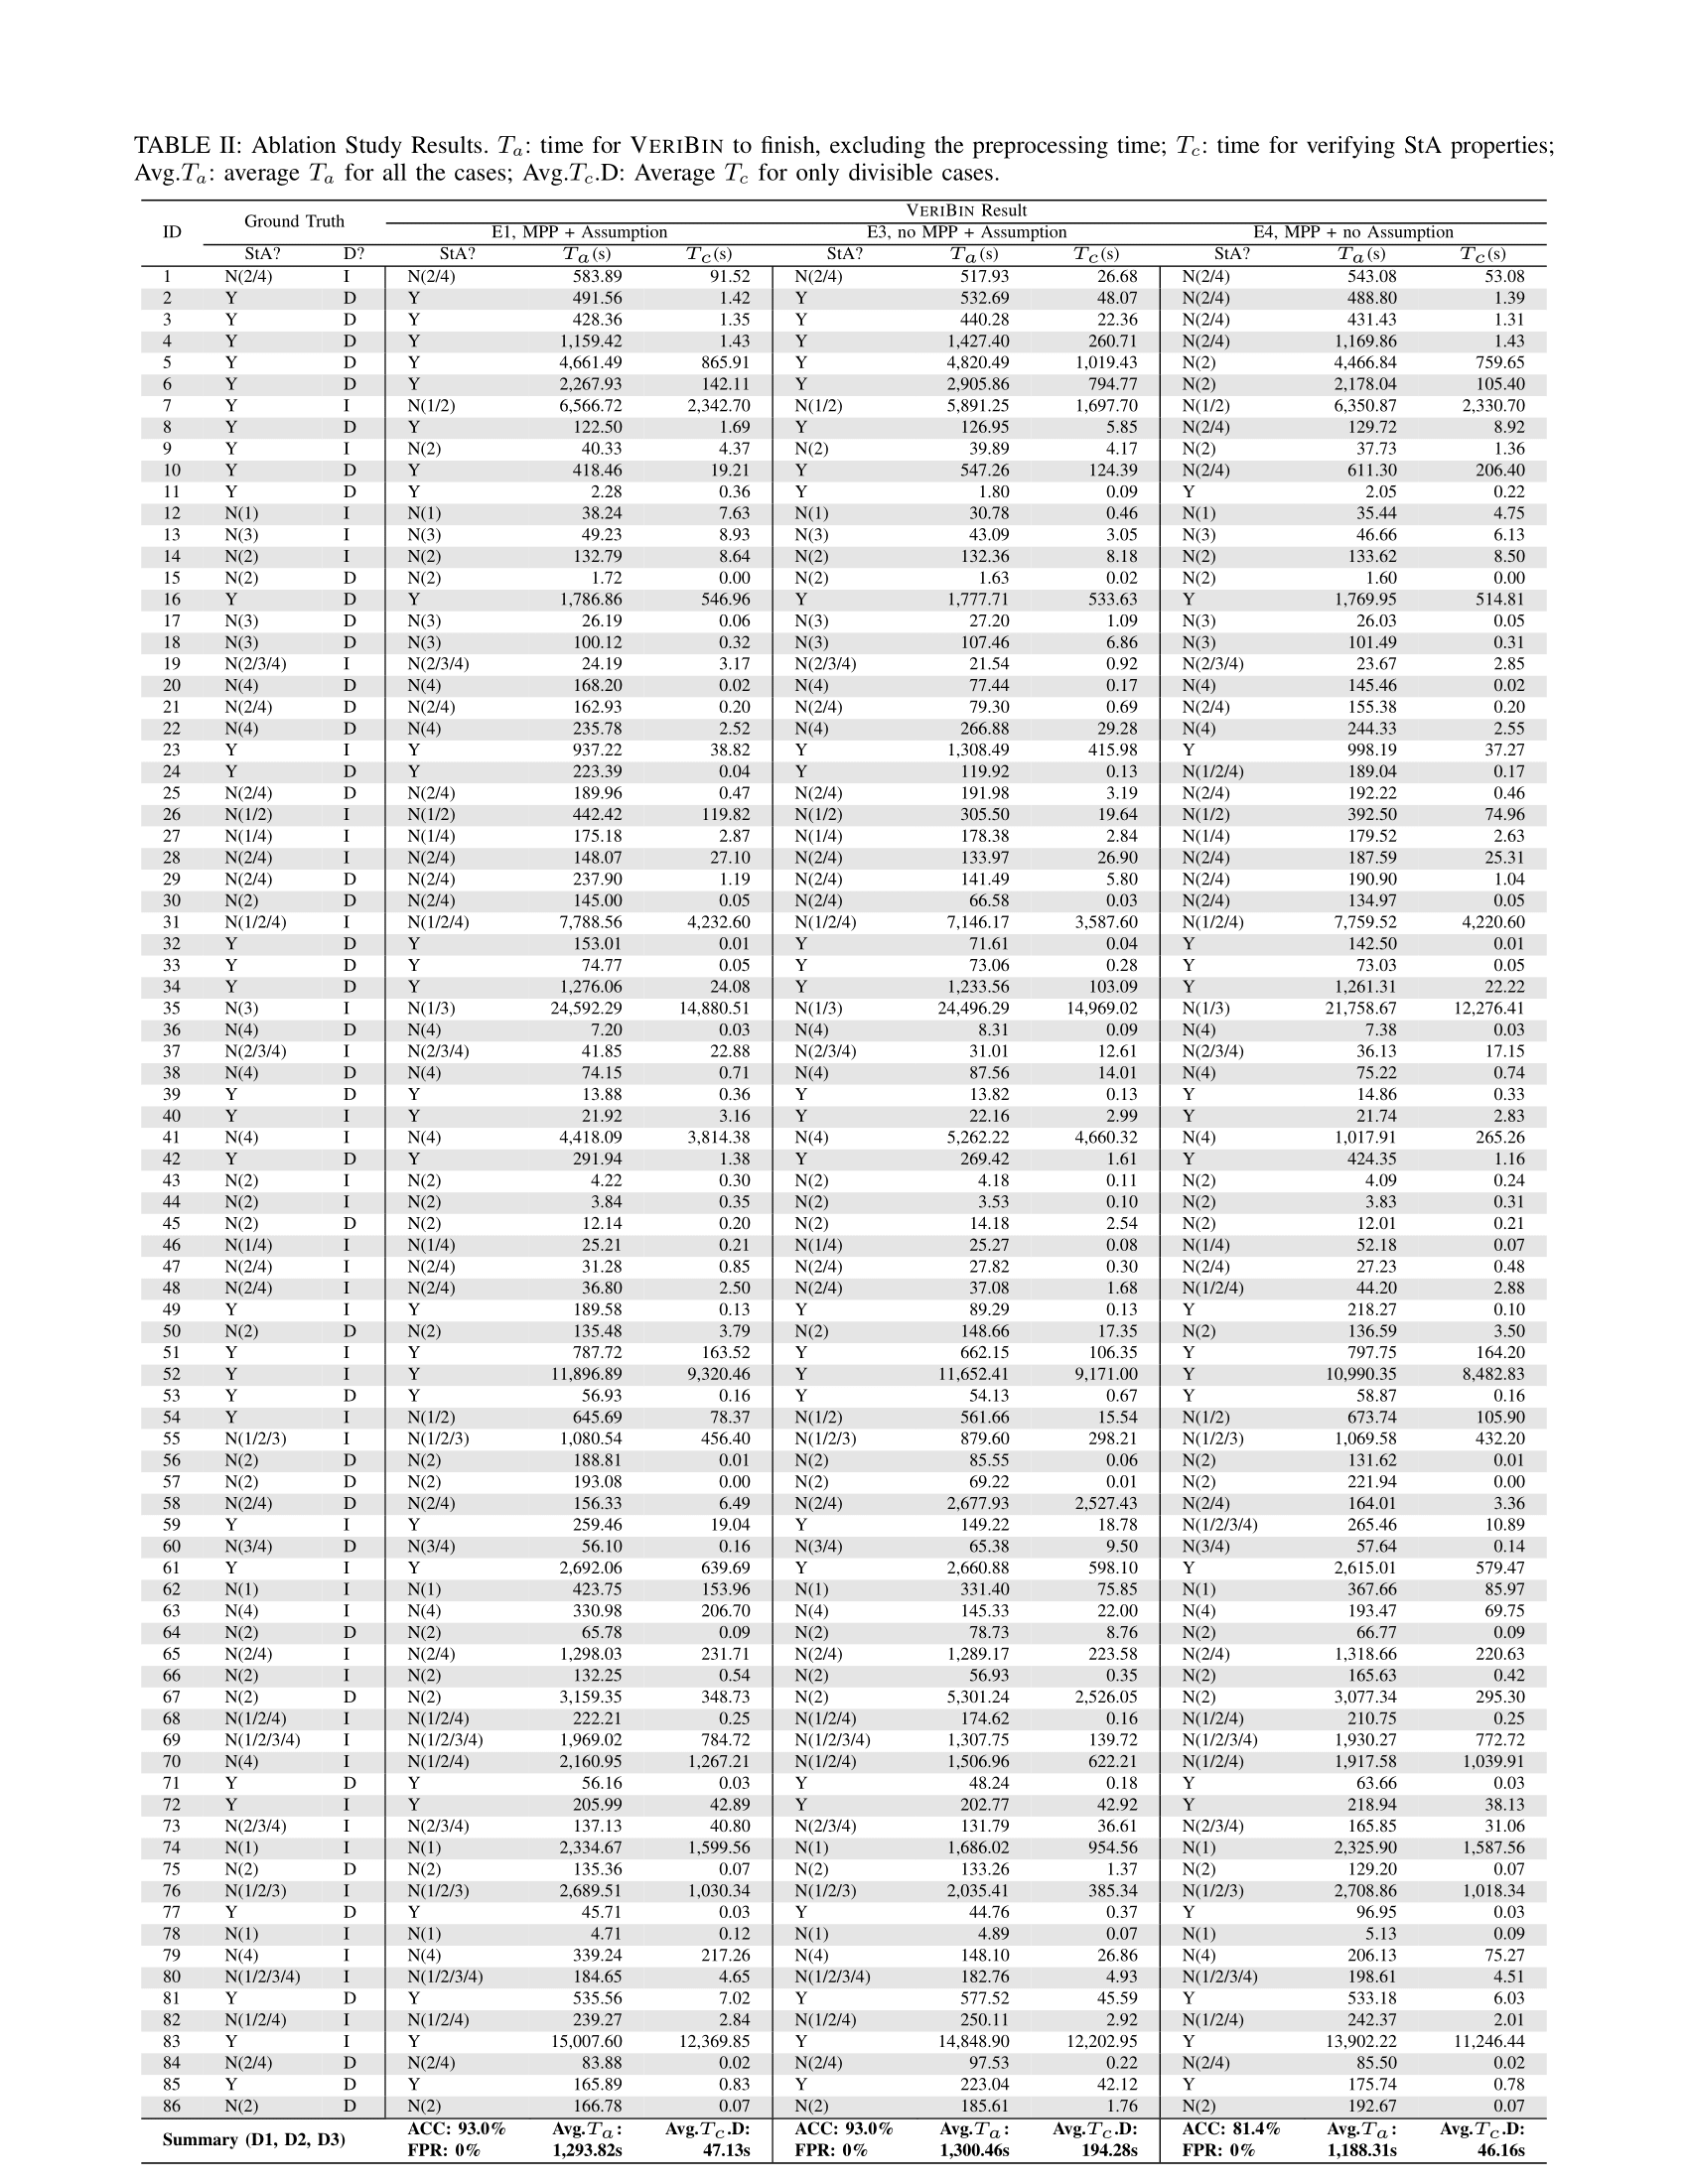 TABLE II: Ablation Study Results. Ta: time for VERIBIN to finish, excluding the preprocessing time; Tc: time for verifying StA properties;
Avg.Ta: average Ta for all the cases; Avg.Tc.D: Average Tc for only divisible cases.
VERIBIN Result
ID Ground Truth E1, MPP + Assumption E3, no MPP + Assumption E4, MPP + no Assumption
StA? D? StA? Ta(s) Tc(s) StA? Ta(s) Tc(s) StA? Ta(s) Tc(s)
1 N(2/4) I N(2/4) 583.89 91.52 N(2/4) 517.93 26.68 N(2/4) 543.08 53.08
2 Y D Y 491.56 1.42 Y 532.69 48.07 N(2/4) 488.80 1.39
3 Y D Y 428.36 1.35 Y 440.28 22.36 N(2/4) 431.43 1.31
4 Y D Y 1,159.42 1.43 Y 1,427.40 260.71 N(2/4) 1,169.86 1.43
5 Y D Y 4,661.49 865.91 Y 4,820.49 1,019.43 N(2) 4,466.84 759.65
6 Y D Y 2,267.93 142.11 Y 2,905.86 794.77 N(2) 2,178.04 105.40
7 Y I N(1/2) 6,566.72 2,342.70 N(1/2) 5,891.25 1,697.70 N(1/2) 6,350.87 2,330.70
8 Y D Y 122.50 1.69 Y 126.95 5.85 N(2/4) 129.72 8.92
9 Y I N(2) 40.33 4.37 N(2) 39.89 4.17 N(2) 37.73 1.36
10 Y D Y 418.46 19.21 Y 547.26 124.39 N(2/4) 611.30 206.40
11 Y D Y 2.28 0.36 Y 1.80 0.09 Y 2.05 0.22
12 N(1) I N(1) 38.24 7.63 N(1) 30.78 0.46 N(1) 35.44 4.75
13 N(3) I N(3) 49.23 8.93 N(3) 43.09 3.05 N(3) 46.66 6.13
14 N(2) I N(2) 132.79 8.64 N(2) 132.36 8.18 N(2) 133.62 8.50
15 N(2) D N(2) 1.72 0.00 N(2) 1.63 0.02 N(2) 1.60 0.00
16 Y D Y 1,786.86 546.96 Y 1,777.71 533.63 Y 1,769.95 514.81
17 N(3) D N(3) 26.19 0.06 N(3) 27.20 1.09 N(3) 26.03 0.05
18 N(3) D N(3) 100.12 0.32 N(3) 107.46 6.86 N(3) 101.49 0.31
19 N(2/3/4) I N(2/3/4) 24.19 3.17 N(2/3/4) 21.54 0.92 N(2/3/4) 23.67 2.85
20 N(4) D N(4) 168.20 0.02 N(4) 77.44 0.17 N(4) 145.46 0.02
21 N(2/4) D N(2/4) 162.93 0.20 N(2/4) 79.30 0.69 N(2/4) 155.38 0.20
22 N(4) D N(4) 235.78 2.52 N(4) 266.88 29.28 N(4) 244.33 2.55
23 Y I Y 937.22 38.82 Y 1,308.49 415.98 Y 998.19 37.27
24 Y D Y 223.39 0.04 Y 119.92 0.13 N(1/2/4) 189.04 0.17
25 N(2/4) D N(2/4) 189.96 0.47 N(2/4) 191.98 3.19 N(2/4) 192.22 0.46
26 N(1/2) I N(1/2) 442.42 119.82 N(1/2) 305.50 19.64 N(1/2) 392.50 74.96
27 N(1/4) I N(1/4) 175.18 2.87 N(1/4) 178.38 2.84 N(1/4) 179.52 2.63
28 N(2/4) I N(2/4) 148.07 27.10 N(2/4) 133.97 26.90 N(2/4) 187.59 25.31
29 N(2/4) D N(2/4) 237.90 1.19 N(2/4) 141.49 5.80 N(2/4) 190.90 1.04
30 N(2) D N(2/4) 145.00 0.05 N(2/4) 66.58 0.03 N(2/4) 134.97 0.05
31 N(1/2/4) I N(1/2/4) 7,788.56 4,232.60 N(1/2/4) 7,146.17 3,587.60 N(1/2/4) 7,759.52 4,220.60
32 Y D Y 153.01 0.01 Y 71.61 0.04 Y 142.50 0.01
33 Y D Y 74.77 0.05 Y 73.06 0.28 Y 73.03 0.05
34 Y D Y 1,276.06 24.08 Y 1,233.56 103.09 Y 1,261.31 22.22
35 N(3) I N(1/3) 24,592.29 14,880.51 N(1/3) 24,496.29 14,969.02 N(1/3) 21,758.67 12,276.41
36 N(4) D N(4) 7.20 0.03 N(4) 8.31 0.09 N(4) 7.38 0.03
37 N(2/3/4) I N(2/3/4) 41.85 22.88 N(2/3/4) 31.01 12.61 N(2/3/4) 36.13 17.15
38 N(4) D N(4) 74.15 0.71 N(4) 87.56 14.01 N(4) 75.22 0.74
39 Y D Y 13.88 0.36 Y 13.82 0.13 Y 14.86 0.33
40 Y I Y 21.92 3.16 Y 22.16 2.99 Y 21.74 2.83
41 N(4) I N(4) 4,418.09 3,814.38 N(4) 5,262.22 4,660.32 N(4) 1,017.91 265.26
42 Y D Y 291.94 1.38 Y 269.42 1.61 Y 424.35 1.16
43 N(2) I N(2) 4.22 0.30 N(2) 4.18 0.11 N(2) 4.09 0.24
44 N(2) I N(2) 3.84 0.35 N(2) 3.53 0.10 N(2) 3.83 0.31
45 N(2) D N(2) 12.14 0.20 N(2) 14.18 2.54 N(2) 12.01 0.21
46 N(1/4) I N(1/4) 25.21 0.21 N(1/4) 25.27 0.08 N(1/4) 52.18 0.07
47 N(2/4) I N(2/4) 31.28 0.85 N(2/4) 27.82 0.30 N(2/4) 27.23 0.48
48 N(2/4) I N(2/4) 36.80 2.50 N(2/4) 37.08 1.68 N(1/2/4) 44.20 2.88
49 Y I Y 189.58 0.13 Y 89.29 0.13 Y 218.27 0.10
50 N(2) D N(2) 135.48 3.79 N(2) 148.66 17.35 N(2) 136.59 3.50
51 Y I Y 787.72 163.52 Y 662.15 106.35 Y 797.75 164.20
52 Y I Y 11,896.89 9,320.46 Y 11,652.41 9,171.00 Y 10,990.35 8,482.83
53 Y D Y 56.93 0.16 Y 54.13 0.67 Y 58.87 0.16
54 Y I N(1/2) 645.69 78.37 N(1/2) 561.66 15.54 N(1/2) 673.74 105.90
55 N(1/2/3) I N(1/2/3) 1,080.54 456.40 N(1/2/3) 879.60 298.21 N(1/2/3) 1,069.58 432.20
56 N(2) D N(2) 188.81 0.01 N(2) 85.55 0.06 N(2) 131.62 0.01
57 N(2) D N(2) 193.08 0.00 N(2) 69.22 0.01 N(2) 221.94 0.00
58 N(2/4) D N(2/4) 156.33 6.49 N(2/4) 2,677.93 2,527.43 N(2/4) 164.01 3.36
59 Y I Y 259.46 19.04 Y 149.22 18.78 N(1/2/3/4) 265.46 10.89
60 N(3/4) D N(3/4) 56.10 0.16 N(3/4) 65.38 9.50 N(3/4) 57.64 0.14
61 Y I Y 2,692.06 639.69 Y 2,660.88 598.10 Y 2,615.01 579.47
62 N(1) I N(1) 423.75 153.96 N(1) 331.40 75.85 N(1) 367.66 85.97
63 N(4) I N(4) 330.98 206.70 N(4) 145.33 22.00 N(4) 193.47 69.75
64 N(2) D N(2) 65.78 0.09 N(2) 78.73 8.76 N(2) 66.77 0.09
65 N(2/4) I N(2/4) 1,298.03 231.71 N(2/4) 1,289.17 223.58 N(2/4) 1,318.66 220.63
66 N(2) I N(2) 132.25 0.54 N(2) 56.93 0.35 N(2) 165.63 0.42
67 N(2) D N(2) 3,159.35 348.73 N(2) 5,301.24 2,526.05 N(2) 3,077.34 295.30
68 N(1/2/4) I N(1/2/4) 222.21 0.25 N(1/2/4) 174.62 0.16 N(1/2/4) 210.75 0.25
69 N(1/2/3/4) I N(1/2/3/4) 1,969.02 784.72 N(1/2/3/4) 1,307.75 139.72 N(1/2/3/4) 1,930.27 772.72
70 N(4) I N(1/2/4) 2,160.95 1,267.21 N(1/2/4) 1,506.96 622.21 N(1/2/4) 1,917.58 1,039.91
71 Y D Y 56.16 0.03 Y 48.24 0.18 Y 63.66 0.03
72 Y I Y 205.99 42.89 Y 202.77 42.92 Y 218.94 38.13
73 N(2/3/4) I N(2/3/4) 137.13 40.80 N(2/3/4) 131.79 36.61 N(2/3/4) 165.85 31.06
74 N(1) I N(1) 2,334.67 1,599.56 N(1) 1,686.02 954.56 N(1) 2,325.90 1,587.56
75 N(2) D N(2) 135.36 0.07 N(2) 133.26 1.37 N(2) 129.20 0.07
76 N(1/2/3) I N(1/2/3) 2,689.51 1,030.34 N(1/2/3) 2,035.41 385.34 N(1/2/3) 2,708.86 1,018.34
77 Y D Y 45.71 0.03 Y 44.76 0.37 Y 96.95 0.03
78 N(1) I N(1) 4.71 0.12 N(1) 4.89 0.07 N(1) 5.13 0.09
79 N(4) I N(4) 339.24 217.26 N(4) 148.10 26.86 N(4) 206.13 75.27
80 N(1/2/3/4) I N(1/2/3/4) 184.65 4.65 N(1/2/3/4) 182.76 4.93 N(1/2/3/4) 198.61 4.51
81 Y D Y 535.56 7.02 Y 577.52 45.59 Y 533.18 6.03
82 N(1/2/4) I N(1/2/4) 239.27 2.84 N(1/2/4) 250.11 2.92 N(1/2/4) 242.37 2.01
83 Y I Y 15,007.60 12,369.85 Y 14,848.90 12,202.95 Y 13,902.22 11,246.44
84 N(2/4) D N(2/4) 83.88 0.02 N(2/4) 97.53 0.22 N(2/4) 85.50 0.02
85 Y D Y 165.89 0.83 Y 223.04 42.12 Y 175.74 0.78
86 N(2) D N(2) 166.78 0.07 N(2) 185.61 1.76 N(2) 192.67 0.07
Summary (D1, D2, D3) ACC: 93.0% Avg.Ta: Avg.Tc.D: ACC: 93.0% Avg.Ta: Avg.Tc.D: ACC: 81.4% Avg.Ta: Avg.Tc.D:
FPR: 0% 1,293.82s 47.13s FPR: 0% 1,300.46s 194.28s FPR: 0% 1,188.31s 46.16s